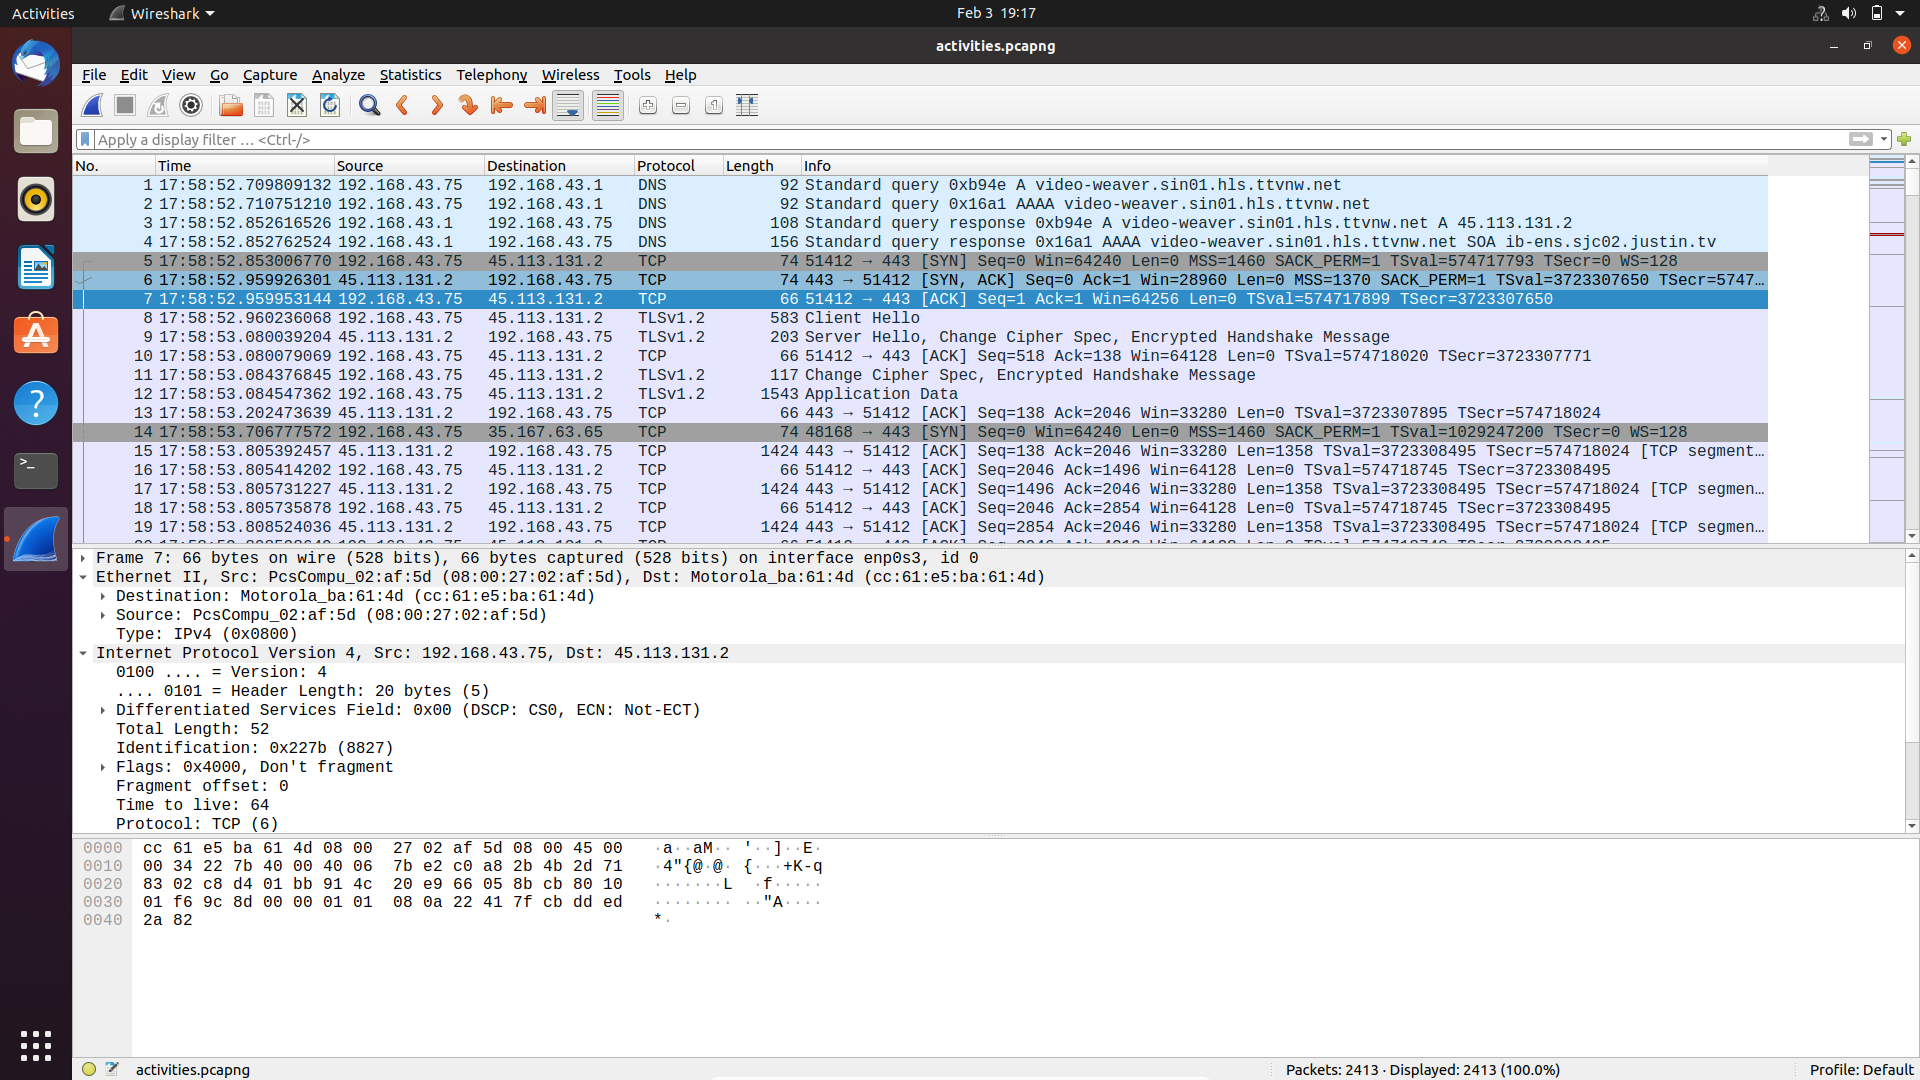 Activities Wireshark Feb 3 19:17
activities.pcapng
File Edit View Go Capture Analyze Statistics Telephony Wireless Tools Help
Apply a display filter … <Ctrl-/>
No. Time Source Destination Protocol Length Info
1 17:58:52.709809132 192.168.43.75 192.168.43.1 DNS 92 Standard query 0xb94e A video-weaver.sin01.hls.ttvnw.net
2 17:58:52.710751210 192.168.43.75 192.168.43.1 DNS 92 Standard query 0x16a1 AAAA video-weaver.sin01.hls.ttvnw.net
3 17:58:52.852616526 192.168.43.1 192.168.43.75 DNS 108 Standard query response 0xb94e A video-weaver.sin01.hls.ttvnw.net A 45.113.131.2
4 17:58:52.852762524 192.168.43.1 192.168.43.75 DNS 156 Standard query response 0x16a1 AAAA video-weaver.sin01.hls.ttvnw.net SOA ib-ens.sjc02.justin.tv
5 17:58:52.853006770 192.168.43.75 45.113.131.2 TCP 74 51412 → 443 [SYN] Seq=0 Win=64240 Len=0 MSS=1460 SACK_PERM=1 TSval=574717793 TSecr=0 WS=128
6 17:58:52.959926301 45.113.131.2 192.168.43.75 TCP 74 443 → 51412 [SYN, ACK] Seq=0 Ack=1 Win=28960 Len=0 MSS=1370 SACK_PERM=1 TSval=3723307650 TSecr=5747…
7 17:58:52.959953144 192.168.43.75 45.113.131.2 TCP 66 51412 → 443 [ACK] Seq=1 Ack=1 Win=64256 Len=0 TSval=574717899 TSecr=3723307650
8 17:58:52.960236068 192.168.43.75 45.113.131.2 TLSv1.2 583 Client Hello
9 17:58:53.080039204 45.113.131.2 192.168.43.75 TLSv1.2 203 Server Hello, Change Cipher Spec, Encrypted Handshake Message
10 17:58:53.080079069 192.168.43.75 45.113.131.2 TCP 66 51412 → 443 [ACK] Seq=518 Ack=138 Win=64128 Len=0 TSval=574718020 TSecr=3723307771
11 17:58:53.084376845 192.168.43.75 45.113.131.2 TLSv1.2 117 Change Cipher Spec, Encrypted Handshake Message
12 17:58:53.084547362 192.168.43.75 45.113.131.2 TLSv1.2 1543 Application Data
13 17:58:53.202473639 45.113.131.2 192.168.43.75 TCP 66 443 → 51412 [ACK] Seq=138 Ack=2046 Win=33280 Len=0 TSval=3723307895 TSecr=574718024
14 17:58:53.706777572 192.168.43.75 35.167.63.65 TCP 74 48168 → 443 [SYN] Seq=0 Win=64240 Len=0 MSS=1460 SACK_PERM=1 TSval=1029247200 TSecr=0 WS=128
15 17:58:53.805392457 45.113.131.2 192.168.43.75 TCP 1424 443 → 51412 [ACK] Seq=138 Ack=2046 Win=33280 Len=1358 TSval=3723308495 TSecr=574718024 [TCP segment…
16 17:58:53.805414202 192.168.43.75 45.113.131.2 TCP 66 51412 → 443 [ACK] Seq=2046 Ack=1496 Win=64128 Len=0 TSval=574718745 TSecr=3723308495
17 17:58:53.805731227 45.113.131.2 192.168.43.75 TCP 1424 443 → 51412 [ACK] Seq=1496 Ack=2046 Win=33280 Len=1358 TSval=3723308495 TSecr=574718024 [TCP segmen…
18 17:58:53.805735878 192.168.43.75 45.113.131.2 TCP 66 51412 → 443 [ACK] Seq=2046 Ack=2854 Win=64128 Len=0 TSval=574718745 TSecr=3723308495
19 17:58:53.808524036 45.113.131.2 192.168.43.75 TCP 1424 443 → 51412 [ACK] Seq=2854 Ack=2046 Win=33280 Len=1358 TSval=3723308495 TSecr=574718024 [TCP segmen…
Frame 7: 66 bytes on wire (528 bits), 66 bytes captured (528 bits) on interface enp0s3, id 0
Ethernet II, Src: PcsCompu_02:af:5d (08:00:27:02:af:5d), Dst: Motorola_ba:61:4d (cc:61:e5:ba:61:4d)
Destination: Motorola_ba:61:4d (cc:61:e5:ba:61:4d)
Source: PcsCompu_02:af:5d (08:00:27:02:af:5d)
Type: IPv4 (0x0800)
Internet Protocol Version 4, Src: 192.168.43.75, Dst: 45.113.131.2
0100 .... = Version: 4
.... 0101 = Header Length: 20 bytes (5)
Differentiated Services Field: 0x00 (DSCP: CS0, ECN: Not-ECT)
Total Length: 52
Identification: 0x227b (8827)
Flags: 0x4000, Don't fragment
Fragment offset: 0
Time to live: 64
Protocol: TCP (6)
0000 cc 61 e5 ba 61 4d 08 00 27 02 af 5d 08 00 45 00 ·a··aM·· '··]··E·
0010 00 34 22 7b 40 00 40 06 7b e2 c0 a8 2b 4b 2d 71 ·4"{@·@· {···+K-q
0020 83 02 c8 d4 01 bb 91 4c 20 e9 66 05 8b cb 80 10 ·······L ·f·····
0030 01 f6 9c 8d 00 00 01 01 08 0a 22 41 7f cb dd ed ········ ··"A····
0040 2a 82 *·
activities.pcapng Packets: 2413 · Displayed: 2413 (100.0%) Profile: Default